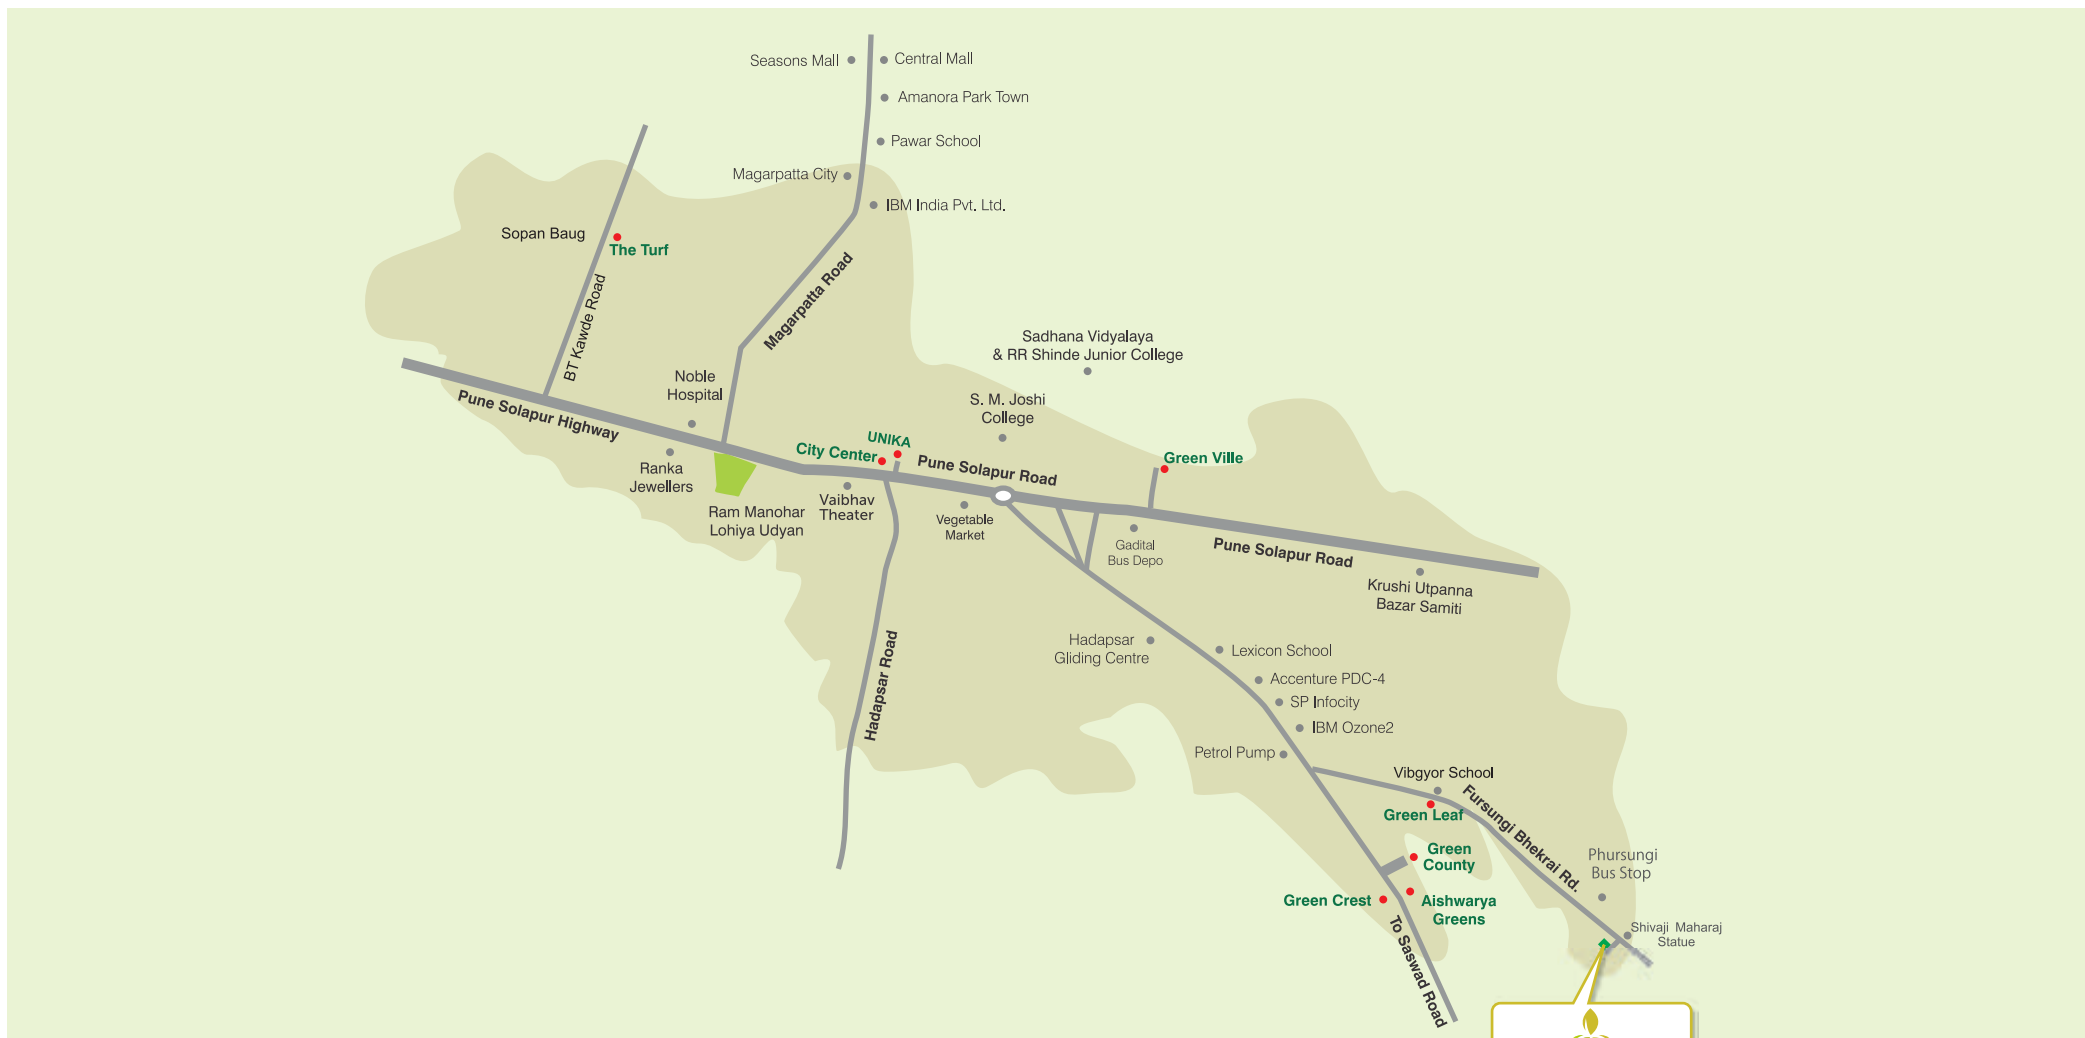 Seasons Mall
Central Mall
Amanora Park Town
Pawar School
Magarpatta City
IBM India Pvt. Ltd.
Sopan Baug
The Turf
BT Kawde Road
Magarpatta Road
Sadhana Vidyalaya
& RR Shinde Junior College
Noble
Hospital
S. M. Joshi
College
Pune Solapur Highway
UNIKA
City Center
Pune Solapur Road
Green Ville
Ranka
Jewellers
Ram Manohar
Lohiya Udyan
Vaibhav
Theater
Vegetable
Market
Gadital
Bus Depo
Pune Solapur Road
Krushi Utpanna
Bazar Samiti
Hadapsar Road
Hadapsar
Gliding Centre
Lexicon School
Accenture PDC-4
SP Infocity
IBM Ozone2
Petrol Pump
Vibgyor School
Green Leaf
Fursungi Bhekrai Rd.
Green
County
Phursungi
Bus Stop
Green Crest
Aishwarya
Greens
To Saswad Road
Shivaji Maharaj
Statue